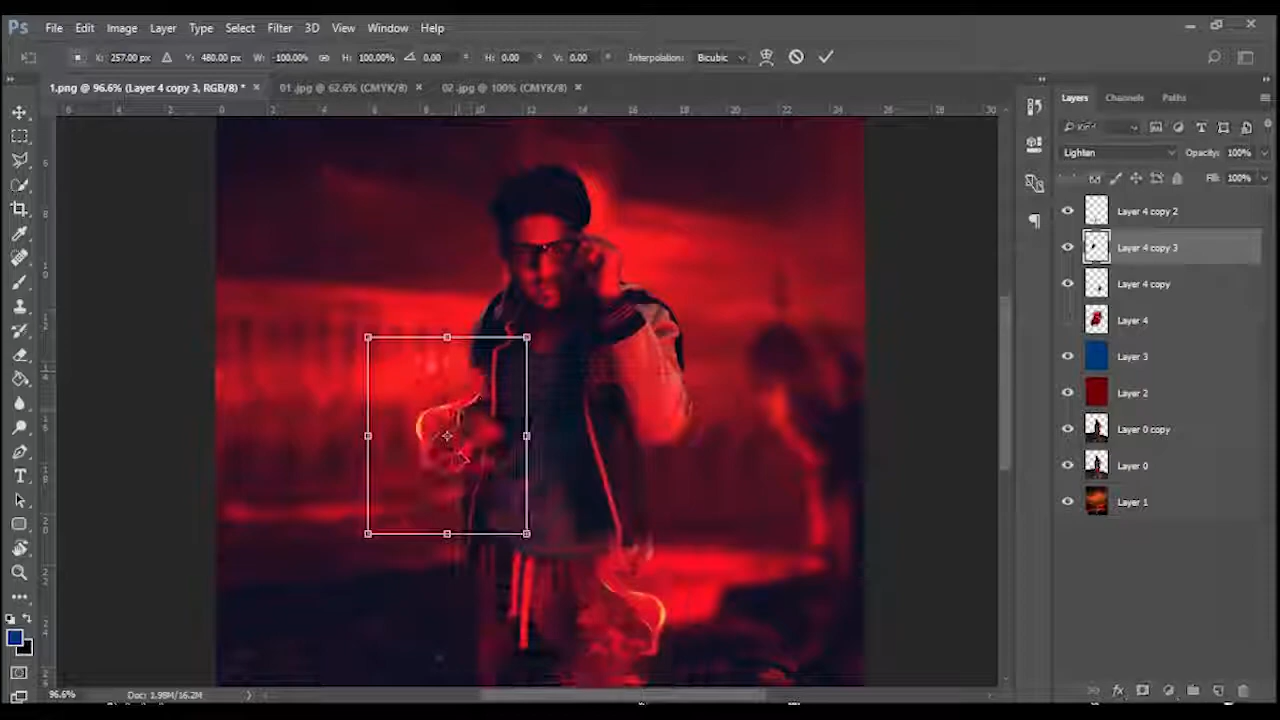 Ps File Edit Image Layer Type Select Filter 3D View Window Help
X: 257.00 px Y: 480.00 px W: -100.00% H: 100.00% 0.00 ° H: 0.00 ° V: 0.00 ° Interpolation: Bicubic
1.png @ 96.6% (Layer 4 copy 3, RGB/8) * × 01 .jpg @ 62.6% (CMYK/8) × 02 .jpg @ 100% (CMYK/8) ×
Layers Channels Paths
Kind
Lighten Opacity: 100%
Fill: 100%
Layer 4 copy 2
Layer 4 copy 3
Layer 4 copy
Layer 4
Layer 3
Layer 2
Layer 0 copy
Layer 0
Layer 1
96.6% Doc: 1.98M/16.2M